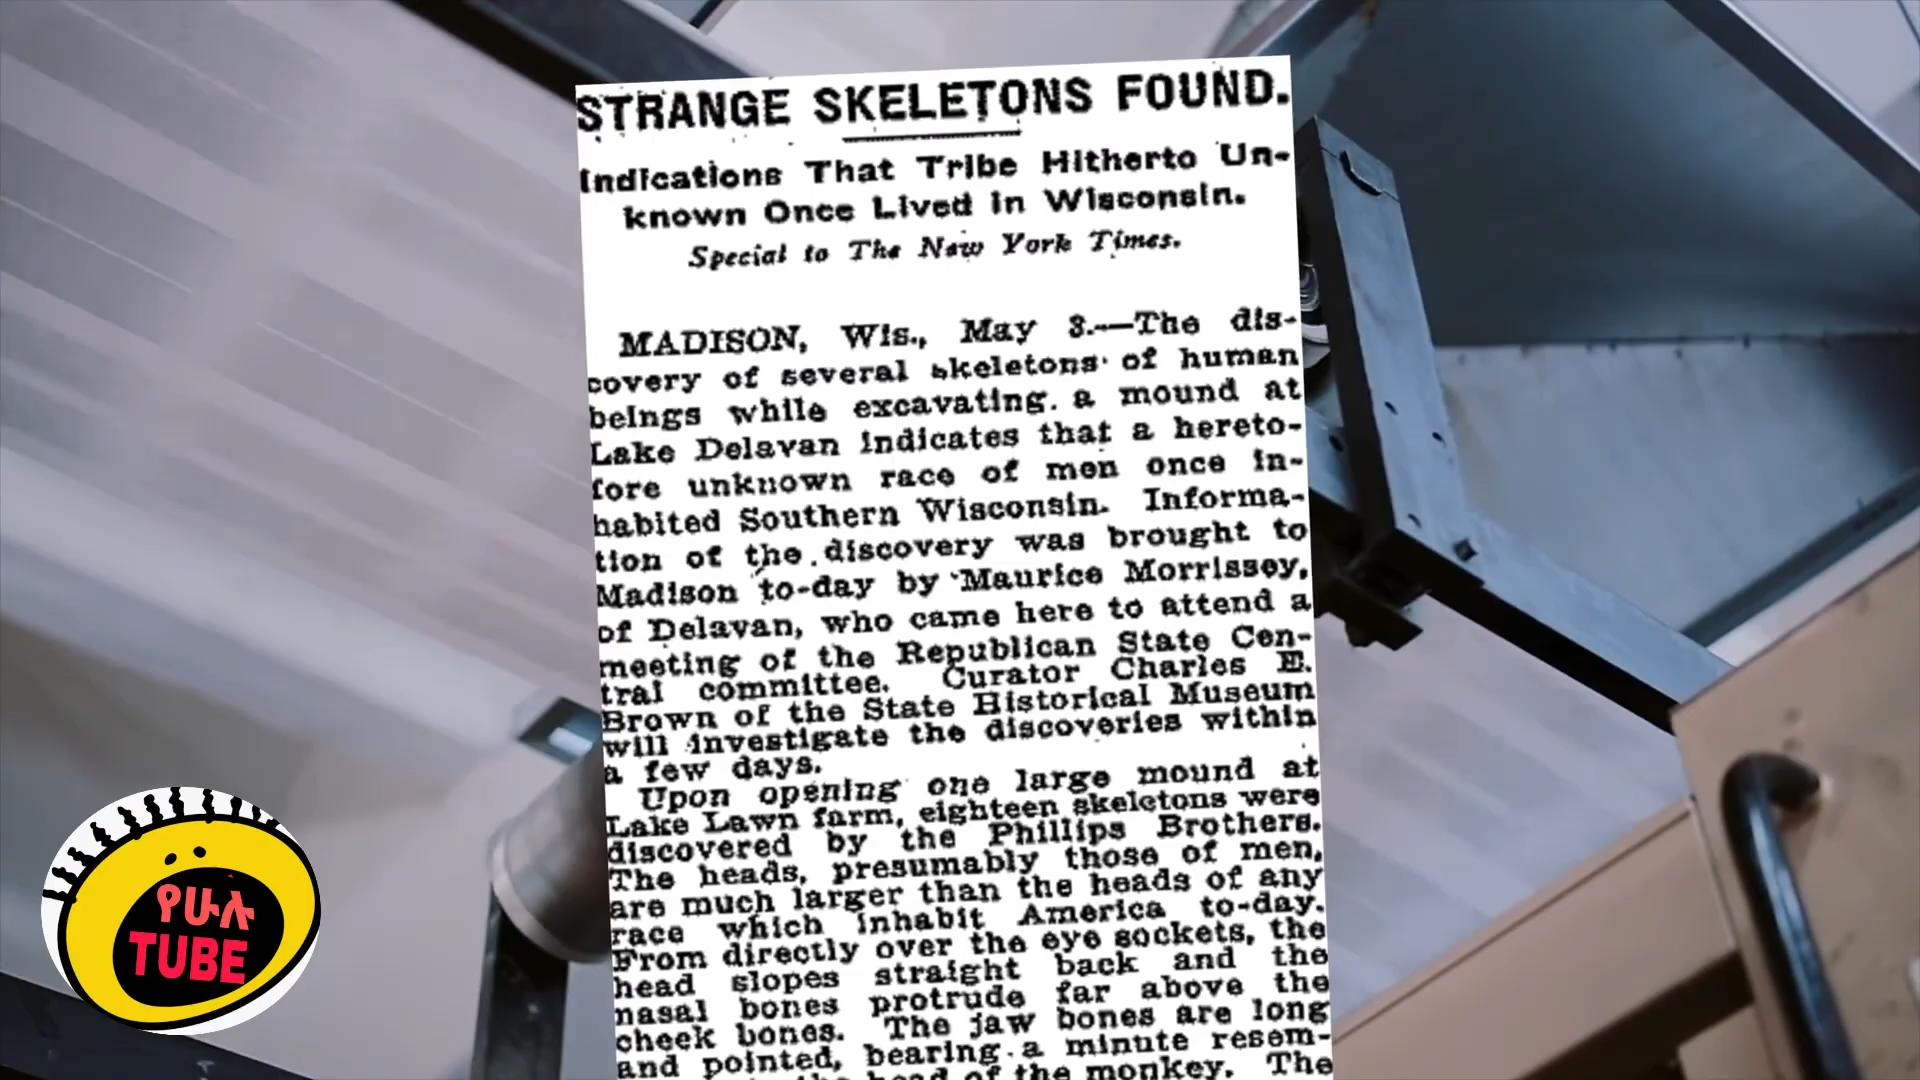 STRANGE SKELETONS FOUND.
Indications That Tribe Hitherto Un-
known Once Lived in Wisconsin.
Special to The New York Times.
MADISON, Wis., May 3.—The dis-
covery of several skeletons of human
beings while excavating a mound at
Lake Delavan indicates that a hereto-
fore unknown race of men once in-
habited Southern Wisconsin. Informa-
tion of the discovery was brought to
Madison to-day by Maurice Morrissey,
of Delavan, who came here to attend a
meeting of the Republican State Cen-
tral committee. Curator Charles E.
Brown of the State Historical Museum
will investigate the discoveries within
a few days.
Upon opening one large mound at
Lake Lawn farm, eighteen skeletons were
discovered by the Phillips Brothers.
The heads, presumably those of men,
are much larger than the heads of any
race which inhabit America to-day.
From directly over the eye sockets, the
head slopes straight back and the
nasal bones protrude far above the
cheek bones. The jaw bones are long
and pointed, bearing a minute resem-
head of the monkey. The
የሁሉ
TUBE